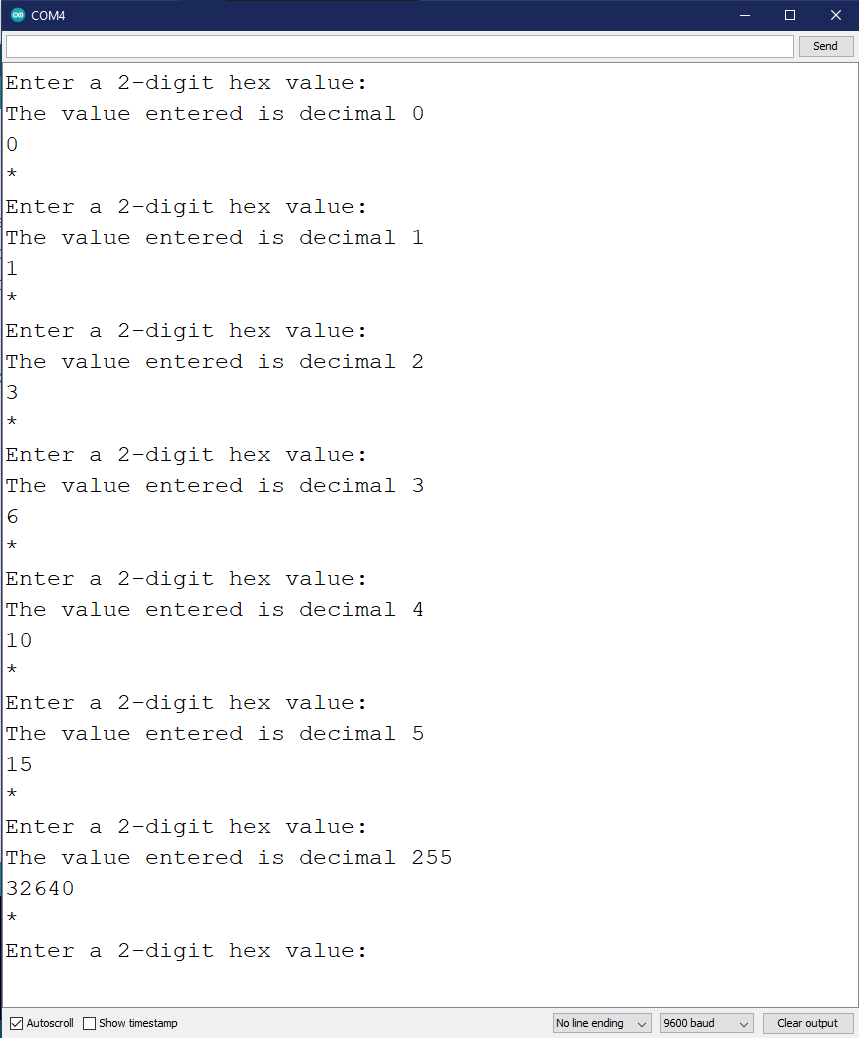 COM4
Send
Enter a 2-digit hex value:
The value entered is decimal 0
0
*
Enter a 2-digit hex value:
The value entered is decimal 1
1
*
Enter a 2-digit hex value:
The value entered is decimal 2
3
*
Enter a 2-digit hex value:
The value entered is decimal 3
6
*
Enter a 2-digit hex value:
The value entered is decimal 4
10
*
Enter a 2-digit hex value:
The value entered is decimal 5
15
*
Enter a 2-digit hex value:
The value entered is decimal 255
32640
*
Enter a 2-digit hex value:
Autoscroll Show timestamp No line ending 9600 baud Clear output